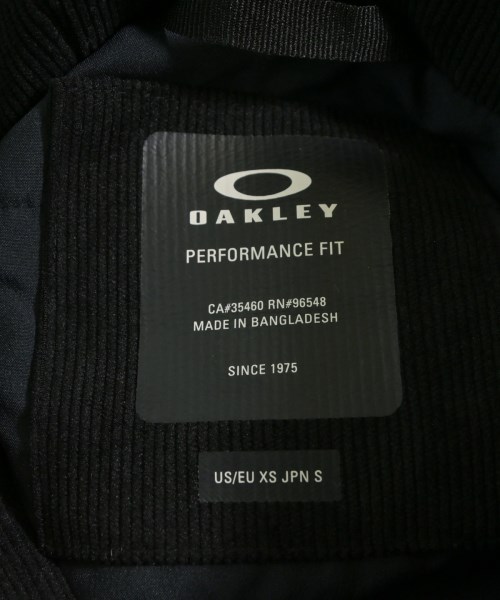 OAKLEY
PERFORMANCE FIT
CA#35460 RN#96548
MADE IN BANGLADESH
SINCE 1975
US/EU XS JPN S